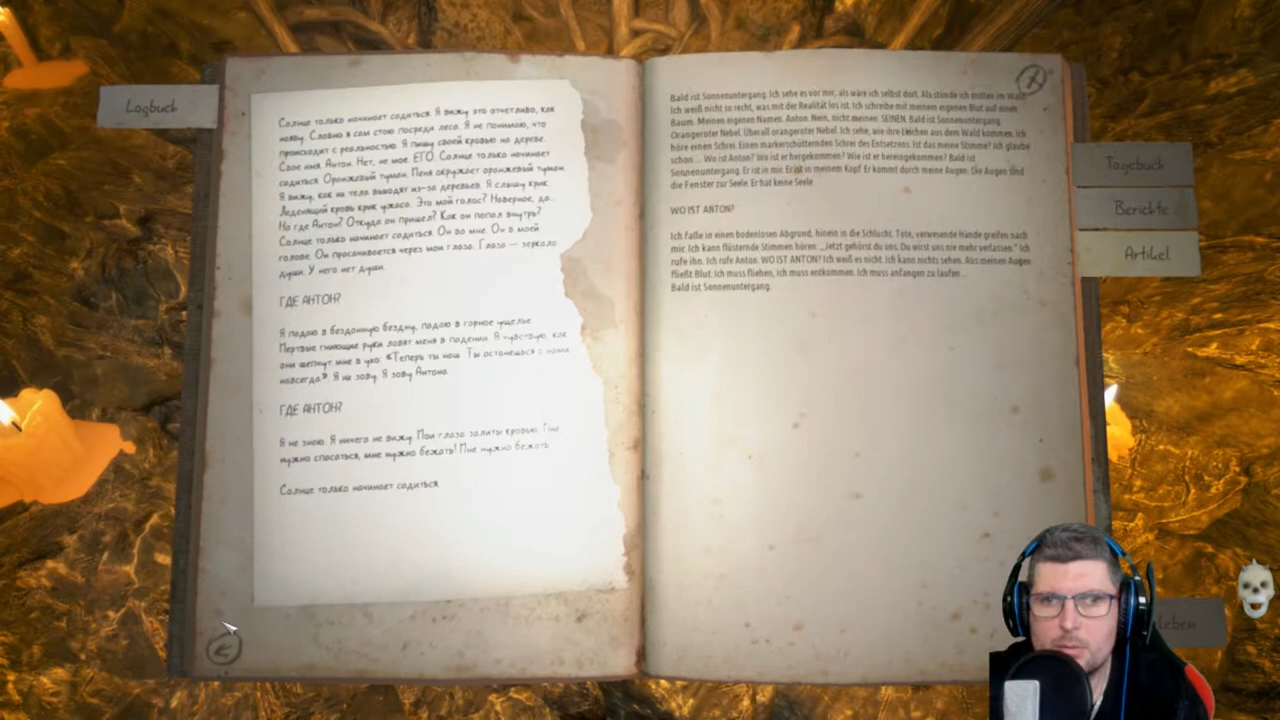 Logbuch
Солнце только начинает садиться. Я вижу это отчетливо, как
наяву. Словно я сам стою посреди леса. Я не понимаю, что
происходит с реальностью. Я пишу своей кровью на дереве.
Свое имя. Антон. Нет, не мое. ЕГО. Солнце только начинает
садиться. Оранжевый туман. Меня окружает оранжевый туман.
Я вижу, как их тела выходят из-за деревьев. Я слышу крик.
Леденящий кровь крик ужаса. Это мой голос? Наверное, да...
Но где Антон? Откуда он пришел? Как он попал внутрь?
Солнце только начинает садиться. Он во мне. Он в моей
голове. Он просачивается через мои глаза. Глаза — зеркало
души. У него нет души.
ГДЕ АНТОН?
Я падаю в бездонную бездну, падаю в горное ущелье.
Мертвые гниющие руки ловят меня в падении. Я чувствую, как
они шепчут мне в ухо: «Теперь ты наш. Ты останешься с нами
навсегда». Я их зову. Я зову Антона.
ГДЕ АНТОН?
Я не знаю. Я ничего не вижу. Мои глаза залиты кровью. Мне
нужно спасаться, мне нужно бежать! Мне нужно бежать
Солнце только начинает садиться.
Bald ist Sonnenuntergang. Ich sehe es vor mir, als wäre ich selbst dort. Als stünde ich mitten im Wald.
Ich weiß nicht so recht, was mit der Realität los ist. Ich schreibe mit meinem eigenen Blut auf einem
Baum. Meinen eigenen Namen. Anton. Nein, nicht meinen. SEINEN. Bald ist Sonnenuntergang.
Orangeroter Nebel. Überall orangeroter Nebel. Ich sehe, wie ihre Leichen aus dem Wald kommen. Ich
höre einen Schrei. Einen markerschütternden Schrei des Entsetzens. Ist das meine Stimme? Ich glaube
schon ... Wo ist Anton? Wo ist er hergekommen? Wie ist er hereingekommen? Bald ist
Sonnenuntergang. Er ist in mir. Er ist in meinem Kopf. Er kommt durch meine Augen. Die Augen sind
die Fenster zur Seele. Er hat keine Seele.
WO IST ANTON?
Ich falle in einen bodenlosen Abgrund, hinein in die Schlucht. Tote, verwesende Hände greifen nach
mir. Ich kann flüsternde Stimmen hören: „Jetzt gehörst du uns. Du wirst uns nie mehr verlassen.“ Ich
rufe ihn. Ich rufe Anton. WO IST ANTON? Ich weiß es nicht. Ich kann nichts sehen. Aus meinen Augen
fließt Blut. Ich muss fliehen, ich muss entkommen. Ich muss anfangen zu laufen ...
Bald ist Sonnenuntergang.
Tagebuch
Berichte
Artikel